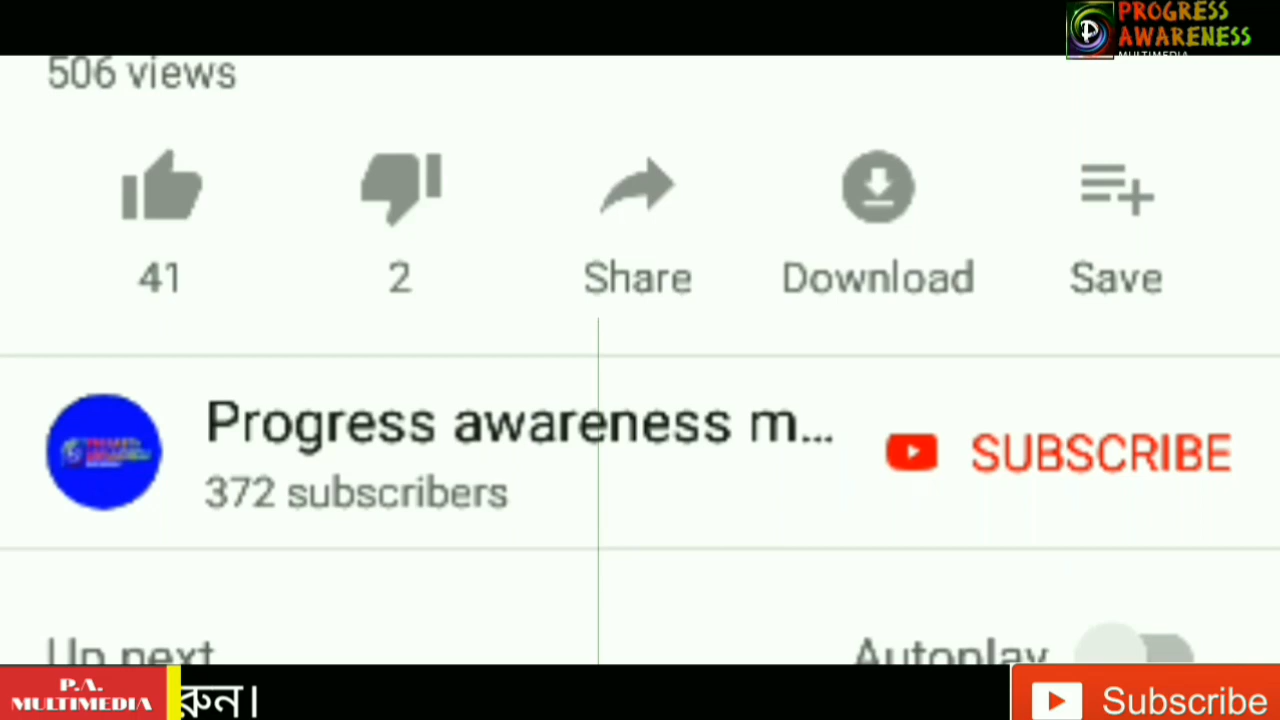 PROGRESS
AWARENESS
MULTIMEDIA
506 views
41
2
Share
Download
Save
Progress awareness m...
372 subscribers
SUBSCRIBE
Up next
Autoplay
P.A.
MULTIMEDIA
রুন।
Subscribe